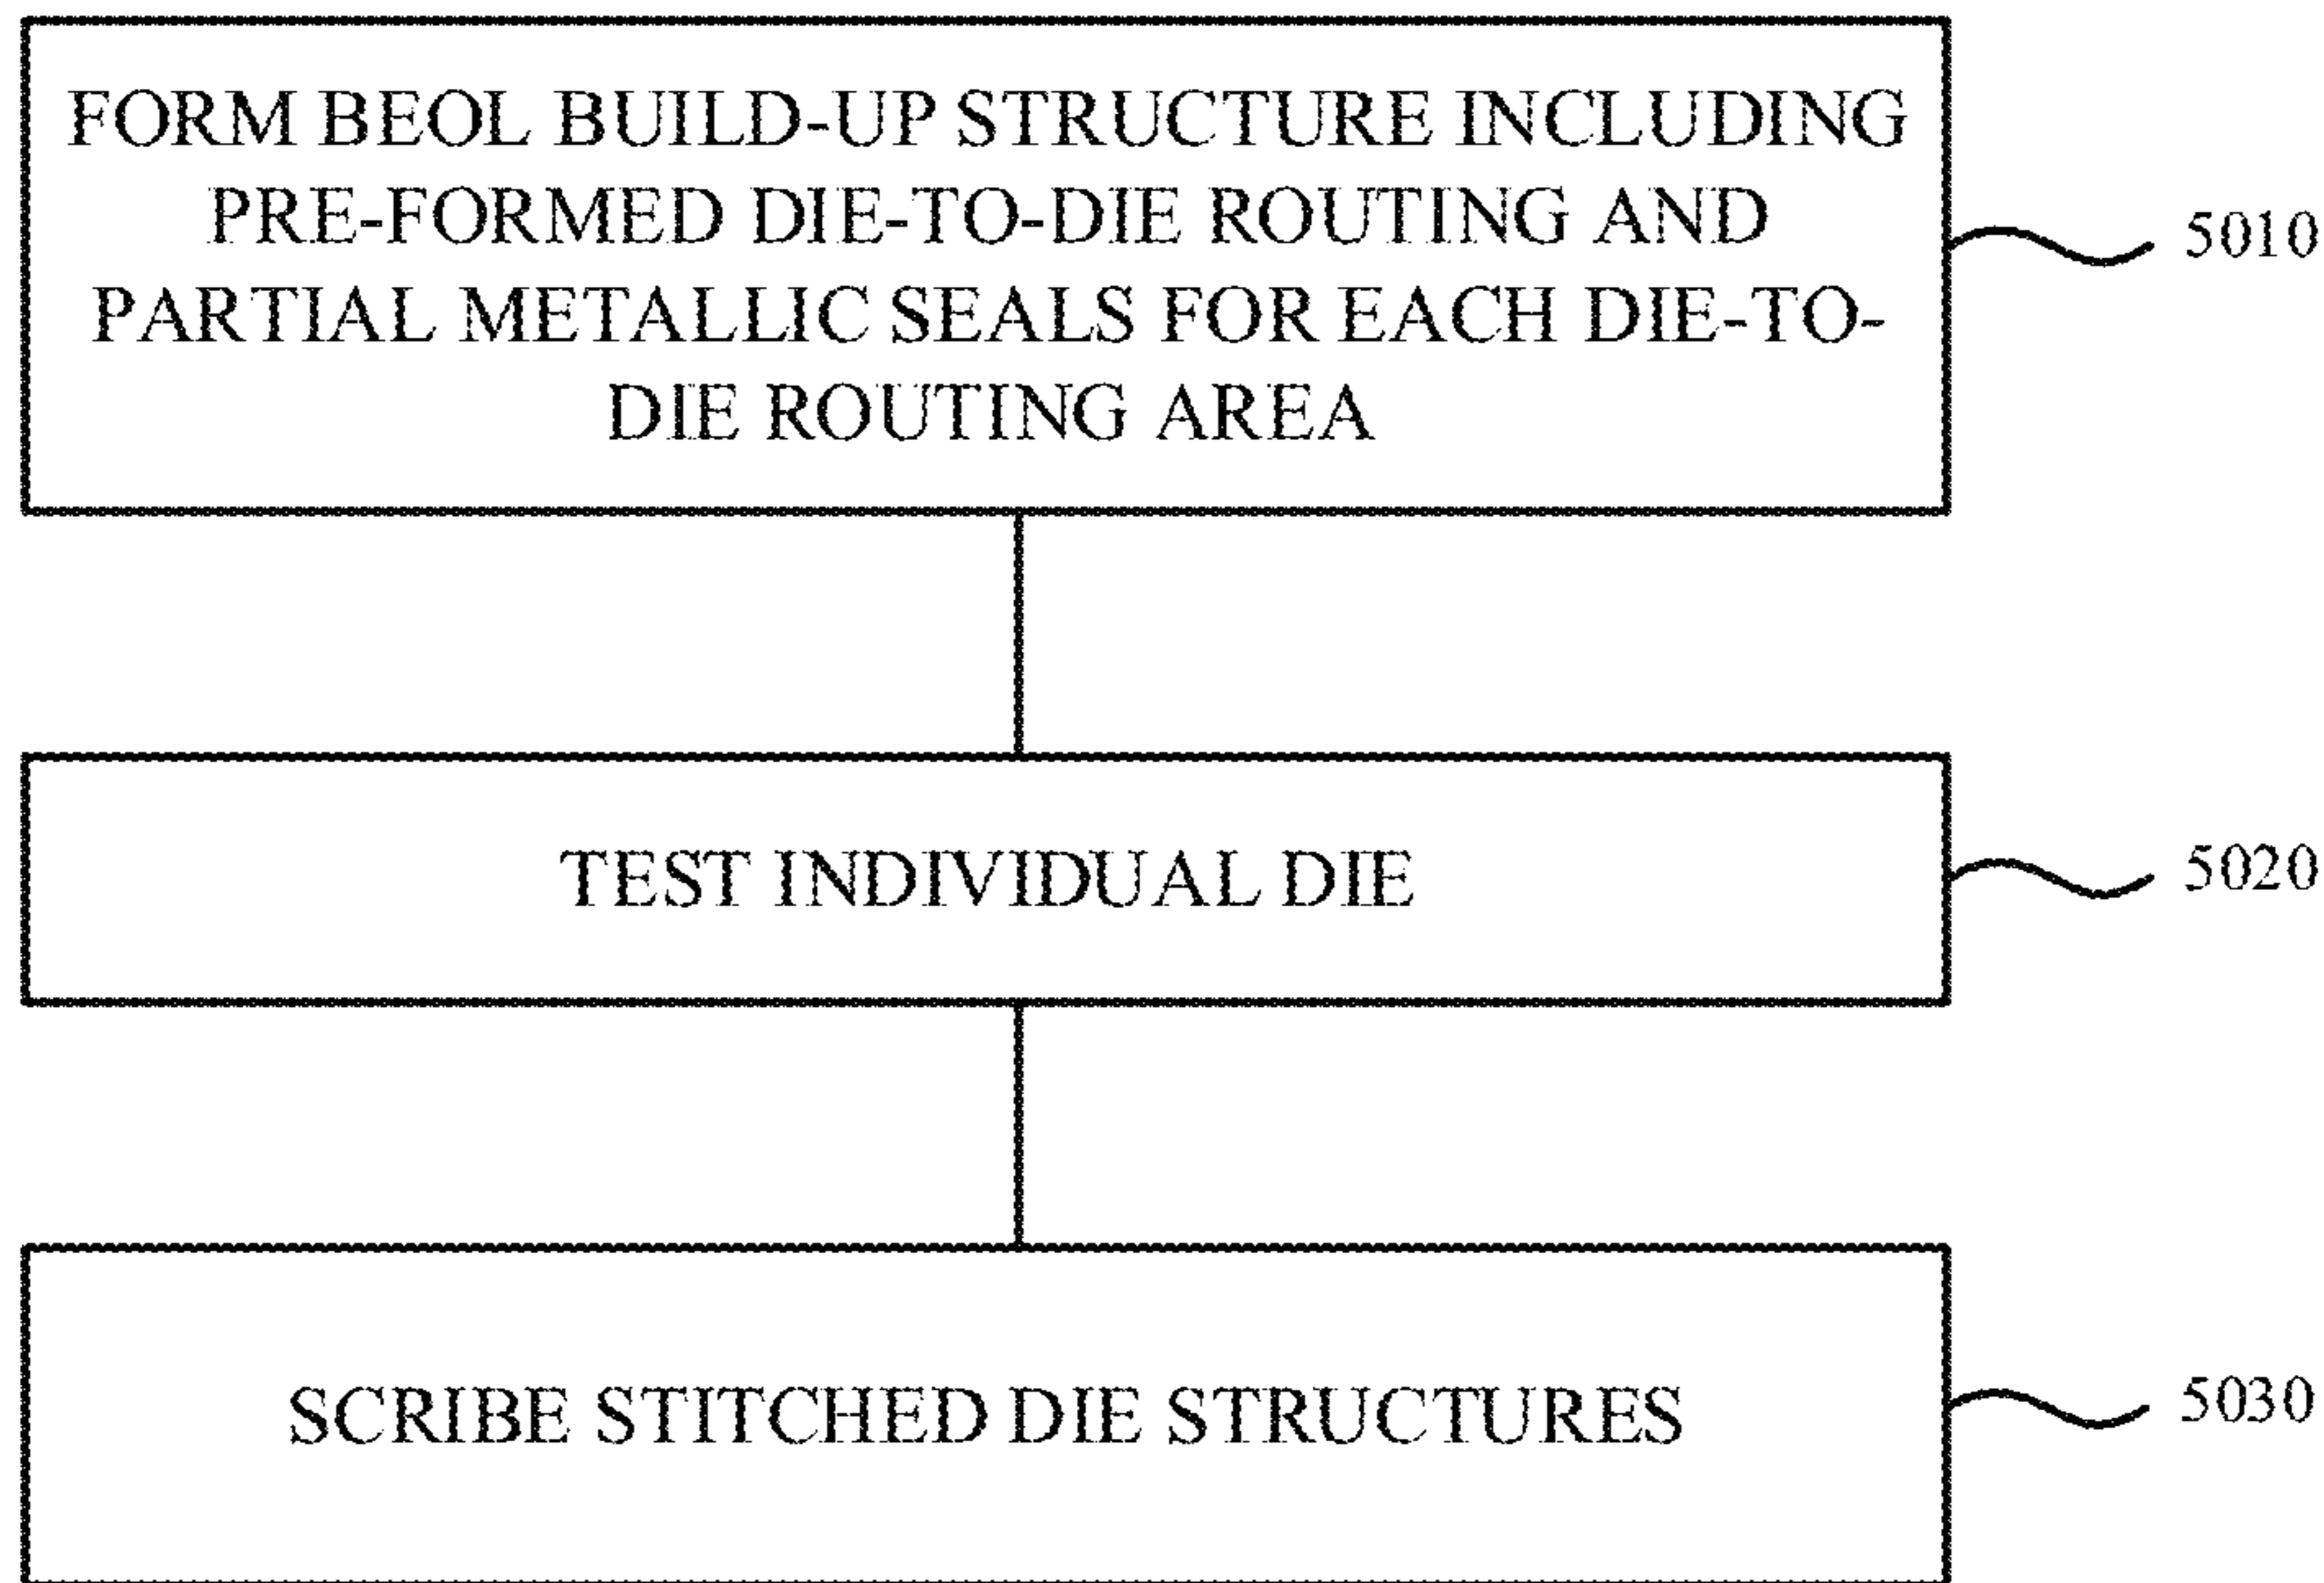 FORM BEOL BUILD-UP STRUCTURE INCLUDING
PRE-FORMED DIE-TO-DIE ROUTING AND
PARTIAL METALLIC SEALS FOR EACH DIE-TO-
DIE ROUTING AREA
5010
TEST INDIVIDUAL DIE
5020
SCRIBE STITCHED DIE STRUCTURES
5030